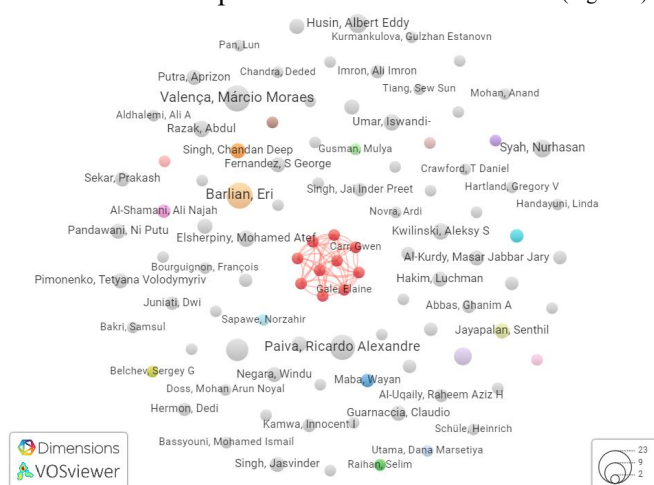 Husin, Albert Eddy
Kurmankulova, Gulzhan Estanovn
Pan, Lun
Putra, Aprizon
Chandra, Deded
Imron, Ali Imron
Tiang, Sew Sun
Mohan, Anand
Valença, Márcio Moraes
Aldhalemi, Ali A
Razak, Abdul
Umar, Iswandi-
Singh, Chandan Deep
Gusman, Mulya
Syah, Nurhasan
Fernandez, S George
Crawford, T Daniel
Sekar, Prakash
Singh, Jai Inder Preet
Hartland, Gregory V
Barlian, Eri
Handayuni, Linda
Al-Shamani, Ali Najah
Novra, Ardi
Pandawani, Ni Putu
Elsherpiny, Mohamed Atef
Kwilinski, Aleksy S
Carr, Gwen
Al-Kurdy, Masar Jabbar Jary
Bourguignon, François
Pimonenko, Tetyana Volodymyriv
Hakim, Luchman
Gale, Elaine
Juniati, Dwi
Abbas, Ghanim A
Bakri, Samsul
Sapawe, Norzahir
Jayapalan, Senthil
Paiva, Ricardo Alexandre
Belchew, Sergey G
Negara, Windu
Maba, Wayan
Doss, Mohan Arun Noyal
Al-Uqaily, Raheem Aziz H
Hermon, Dedi
Guarnaccia, Claudio
Kamwa, Innocent I
Schüle, Heinrich
Bassyouni, Mohamed Ismail
Utama, Dana Marsetiya
Singh, Jasvinder
Raihan, Selim
Dimensions
VOSviewer
23
9
2